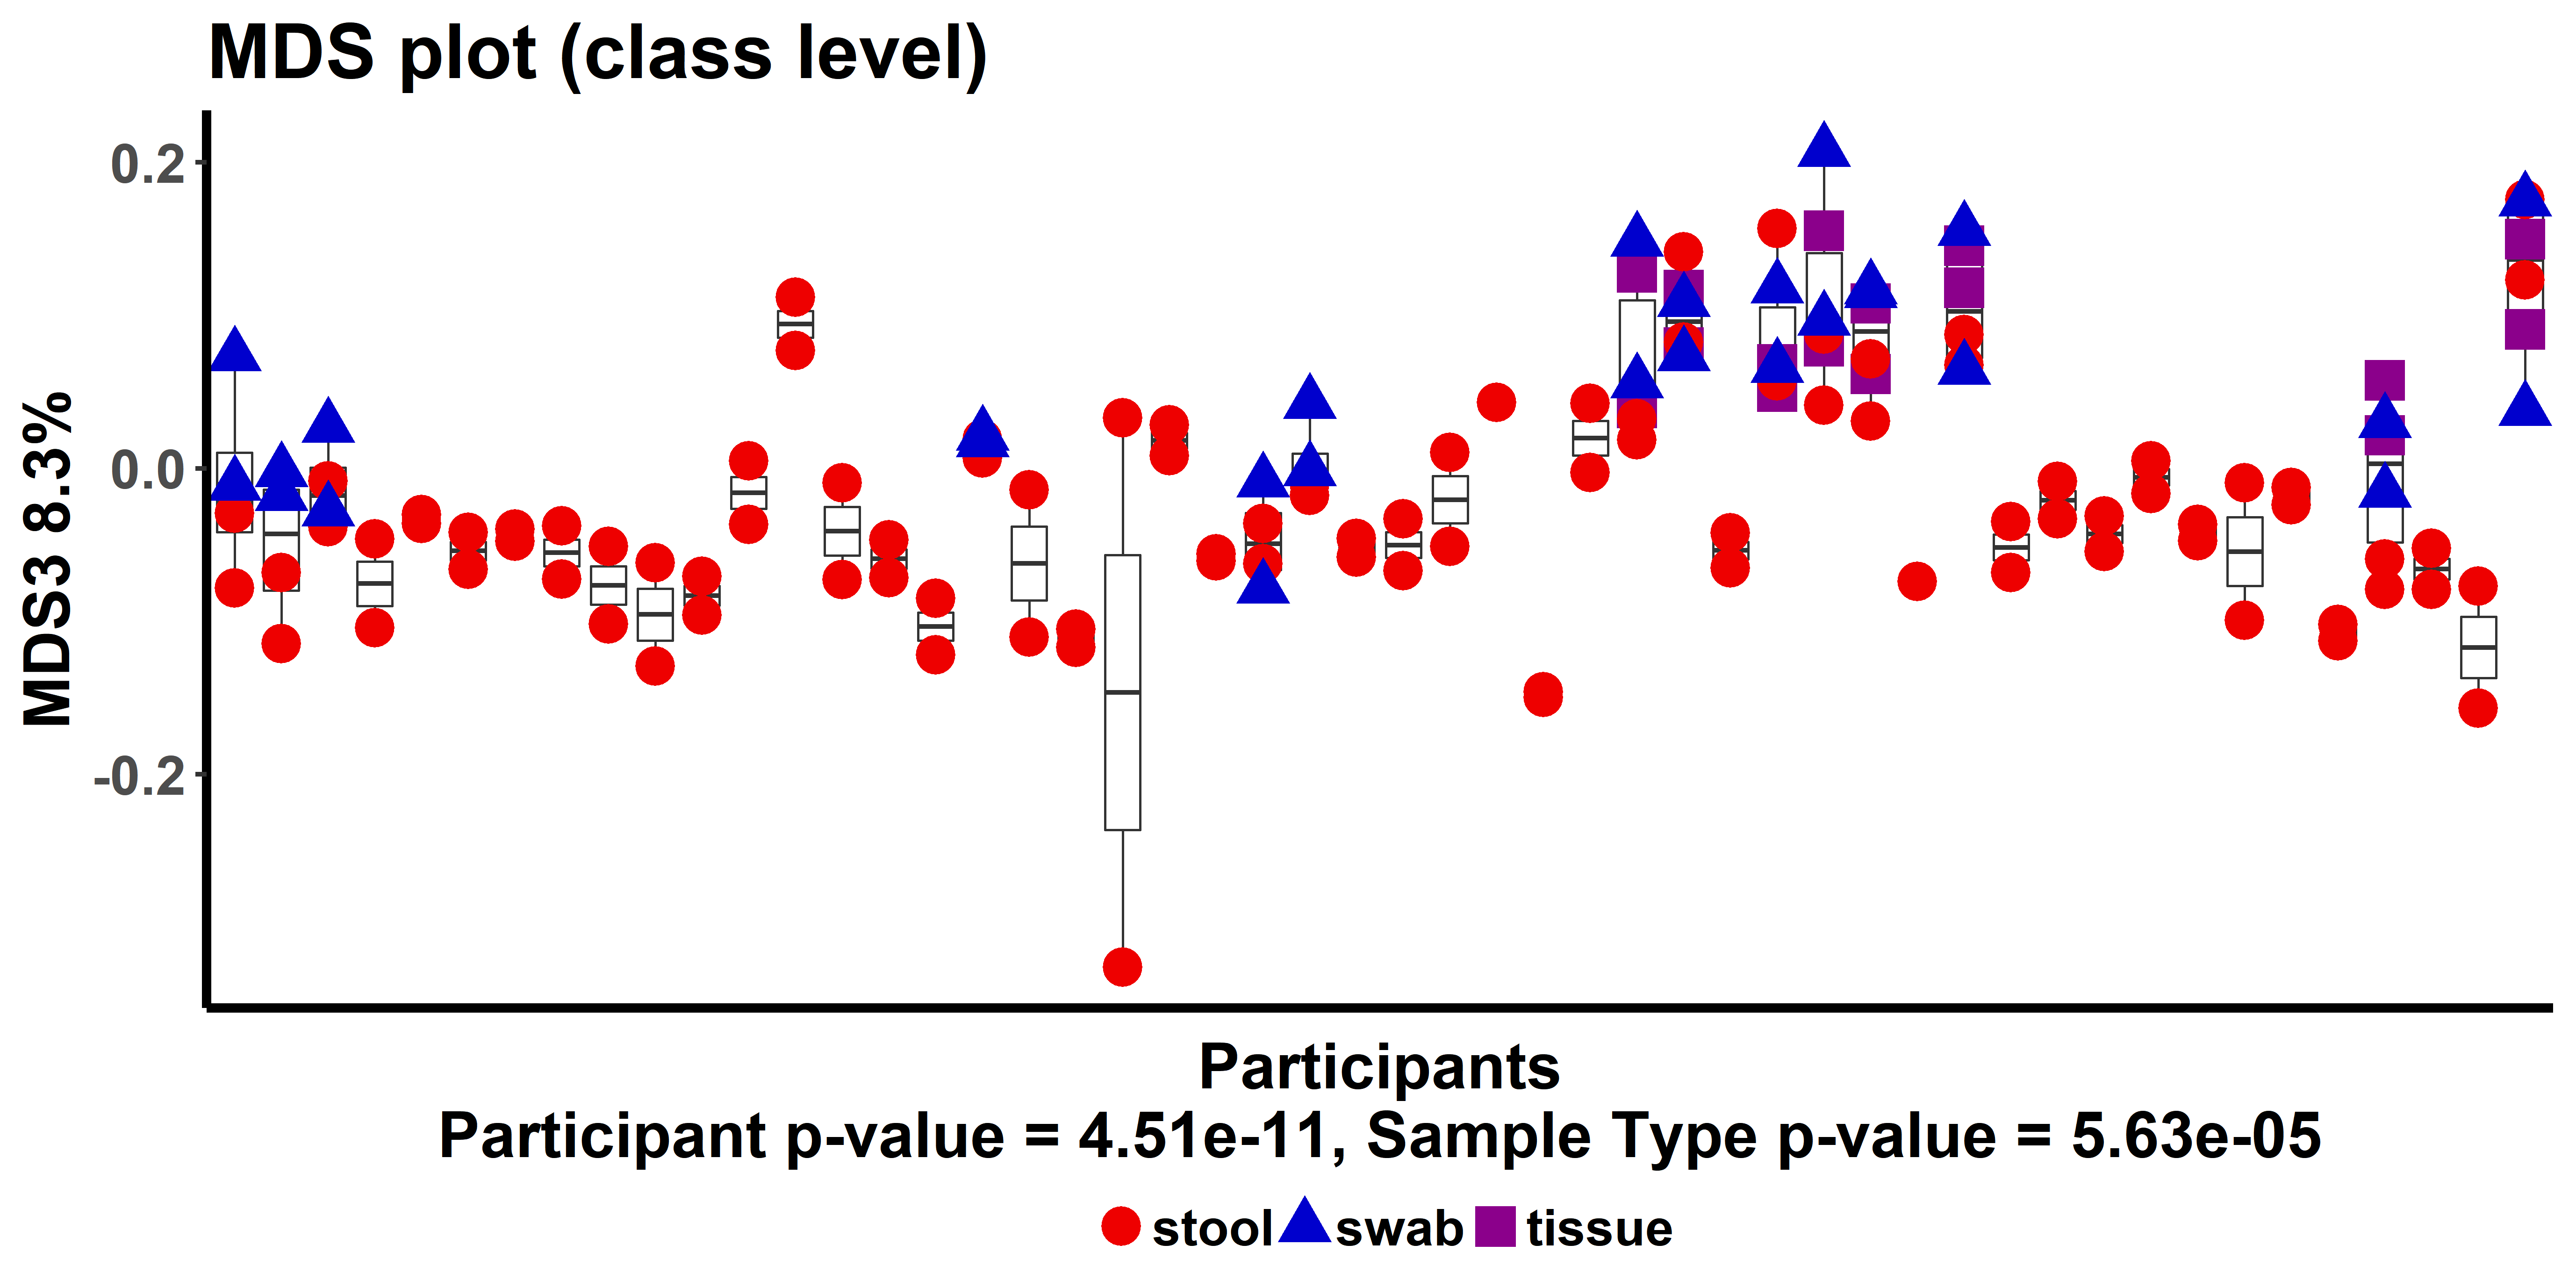 MDS plot (class level)
MDS3 8.3%
0.2
0.0
-0.2
Participants
Participant p-value = 4.51e-11, Sample Type p-value = 5.63e-05
stool swab tissue